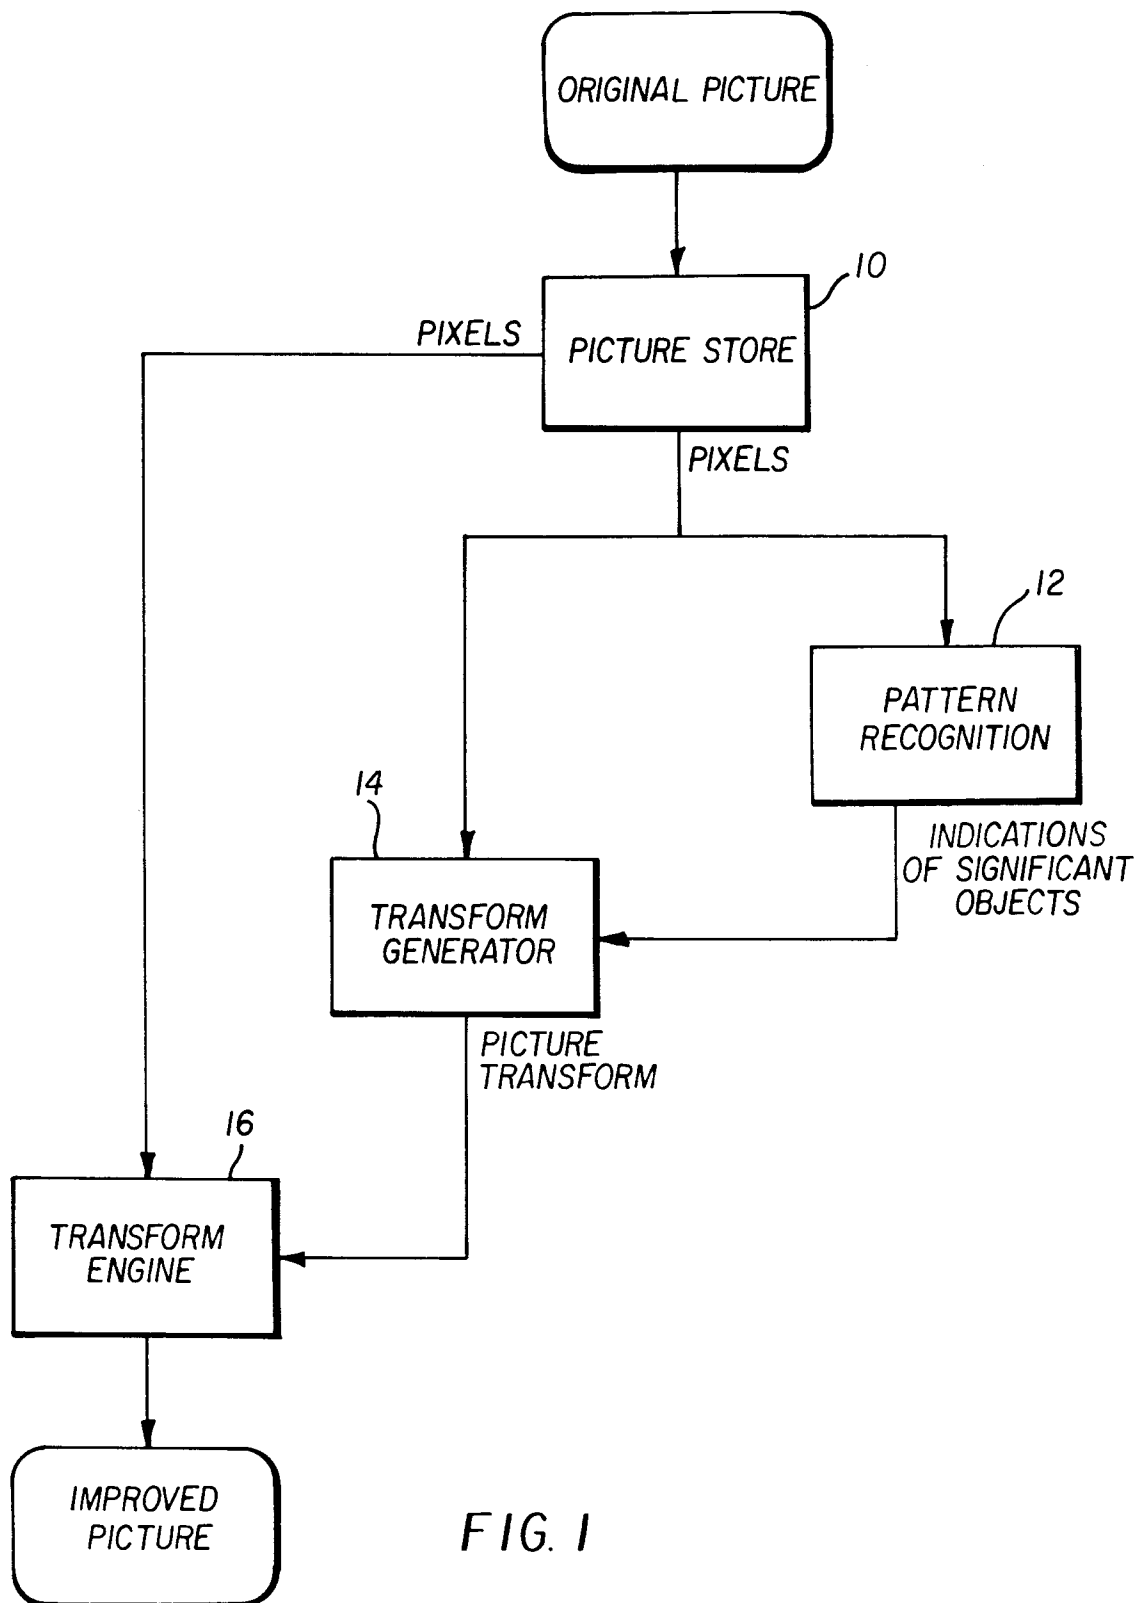 ORIGINAL PICTURE
10
PIXELS
PICTURE STORE
PIXELS
12
PATTERN
RECOGNITION
14
INDICATIONS
OF SIGNIFICANT
OBJECTS
TRANSFORM
GENERATOR
PICTURE
TRANSFORM
16
TRANSFORM
ENGINE
IMPROVED
PICTURE
FIG. 1